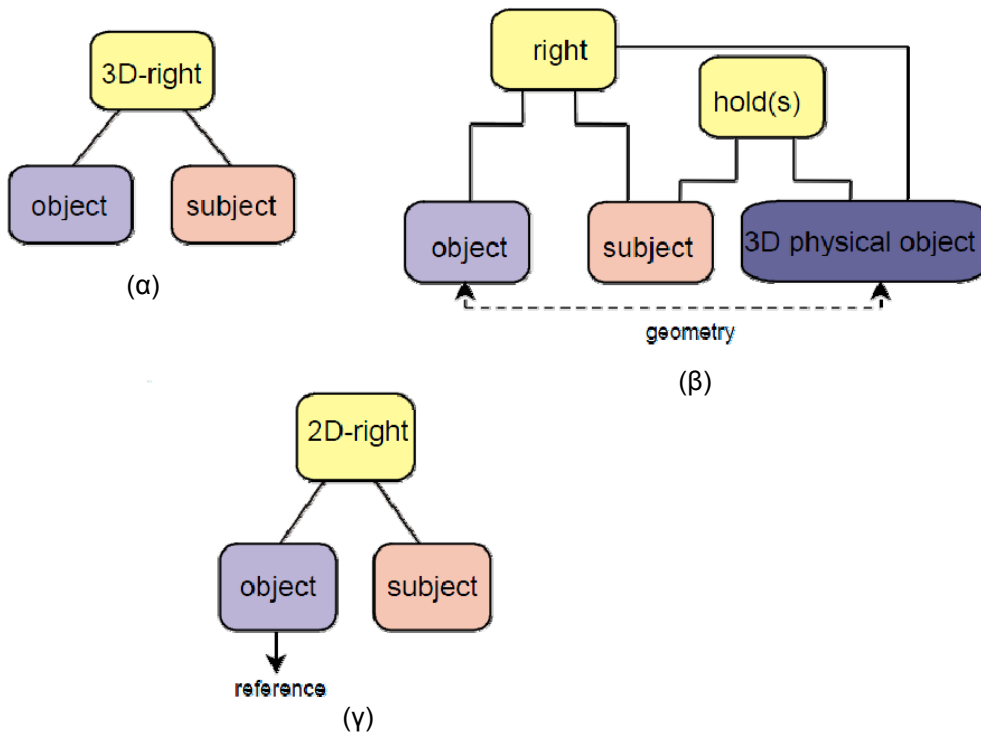 3D-right
object
subject
(α)
right
hold(s)
object
subject
3D physical object
geometry
(β)
2D-right
object
subject
reference
(γ)